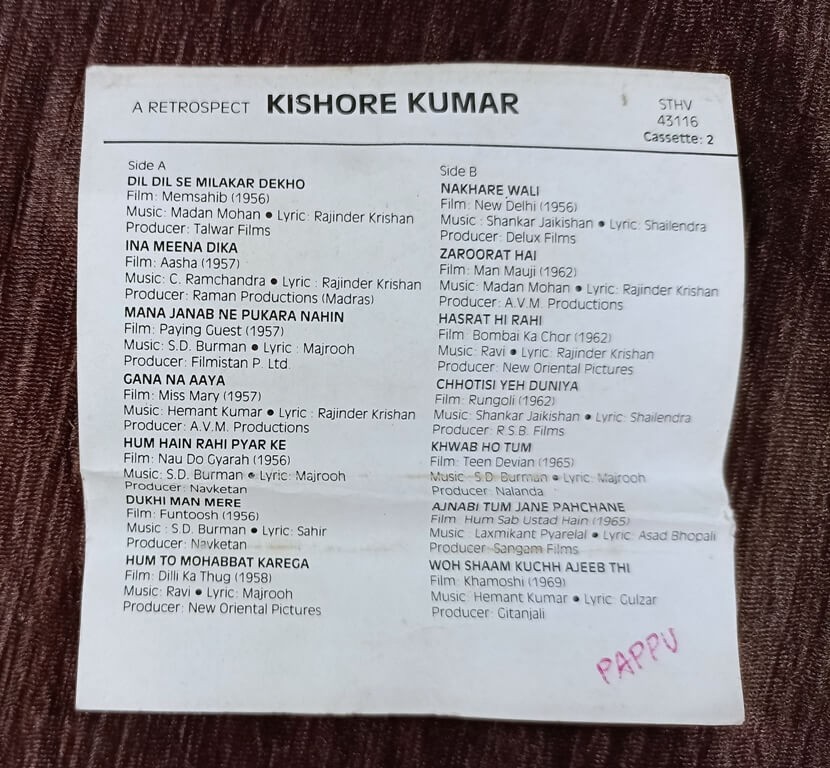 A RETROSPECT KISHORE KUMAR
STHV
43116
Cassette: 2
Side A
DIL DIL SE MILAKAR DEKHO
Film: Memsahib (1956)
Music: Madan Mohan ● Lyric: Rajinder Krishan
Producer: Talwar Films
INA MEENA DIKA
Film: Aasha (1957)
Music: C. Ramchandra ● Lyric : Rajinder Krishan
Producer: Raman Productions (Madras)
MANA JANAB NE PUKARA NAHIN
Film: Paying Guest (1957)
Music: S.D. Burman ● Lyric : Majrooh
Producer: Filmistan P. Ltd.
GANA NA AAYA
Film: Miss Mary (1957)
Music: Hemant Kumar ● Lyric : Rajinder Krishan
Producer: A.V.M. Productions
HUM HAIN RAHI PYAR KE
Film: Nau Do Gyarah (1956)
Music: S.D. Burman ● Lyric: Majrooh
Producer: Navketan
DUKHI MAN MERE
Film: Funtoosh (1956)
Music : S.D. Burman ● Lyric: Sahir
Producer: Navketan
HUM TO MOHABBAT KAREGA
Film: Dilli Ka Thug (1958)
Music: Ravi ● Lyric: Majrooh
Producer: New Oriental Pictures
Side B
NAKHARE WALI
Film: New Delhi (1956)
Music : Shankar Jaikishan ● Lyric: Shailendra
Producer: Delux Films
ZAROORAT HAI
Film: Man Mauji (1962)
Music: Madan Mohan ● Lyric: Rajinder Krishan
Producer: A.V.M. Productions
HASRAT HI RAHI
Film: Bombai Ka Chor (1962)
Music: Ravi ● Lyric: Rajinder Krishan
Producer: New Oriental Pictures
CHHOTISI YEH DUNIYA
Film: Rungoli (1962)
Music: Shankar Jaikishan ● Lyric: Shailendra
Producer: R.S.B. Films
KHWAB HO TUM
Film: Teen Devian (1965)
Music : S.D. Burman ● Lyric: Majrooh
Producer: Nalanda
AJNABI TUM JANE PAHCHANE
Film: Hum Sab Ustad Hain (1965)
Music : Laxmikant Pyarelal ● Lyric: Asad Bhopali
Producer: Sangam Films
WOH SHAAM KUCHH AJEEB THI
Film: Khamoshi (1969)
Music: Hemant Kumar ● Lyric: Gulzar
Producer: Gitanjali
PAPPU